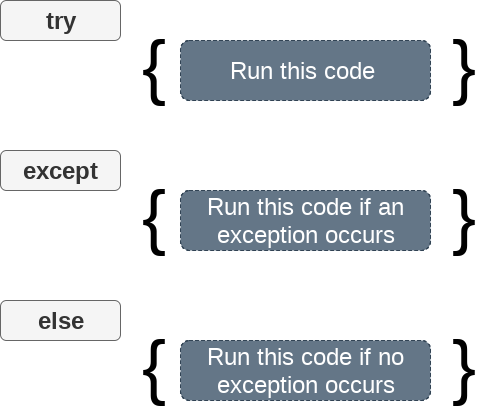 try
{ Run this code }
except
{ Run this code if an
exception occurs }
else
{ Run this code if no
exception occurs }